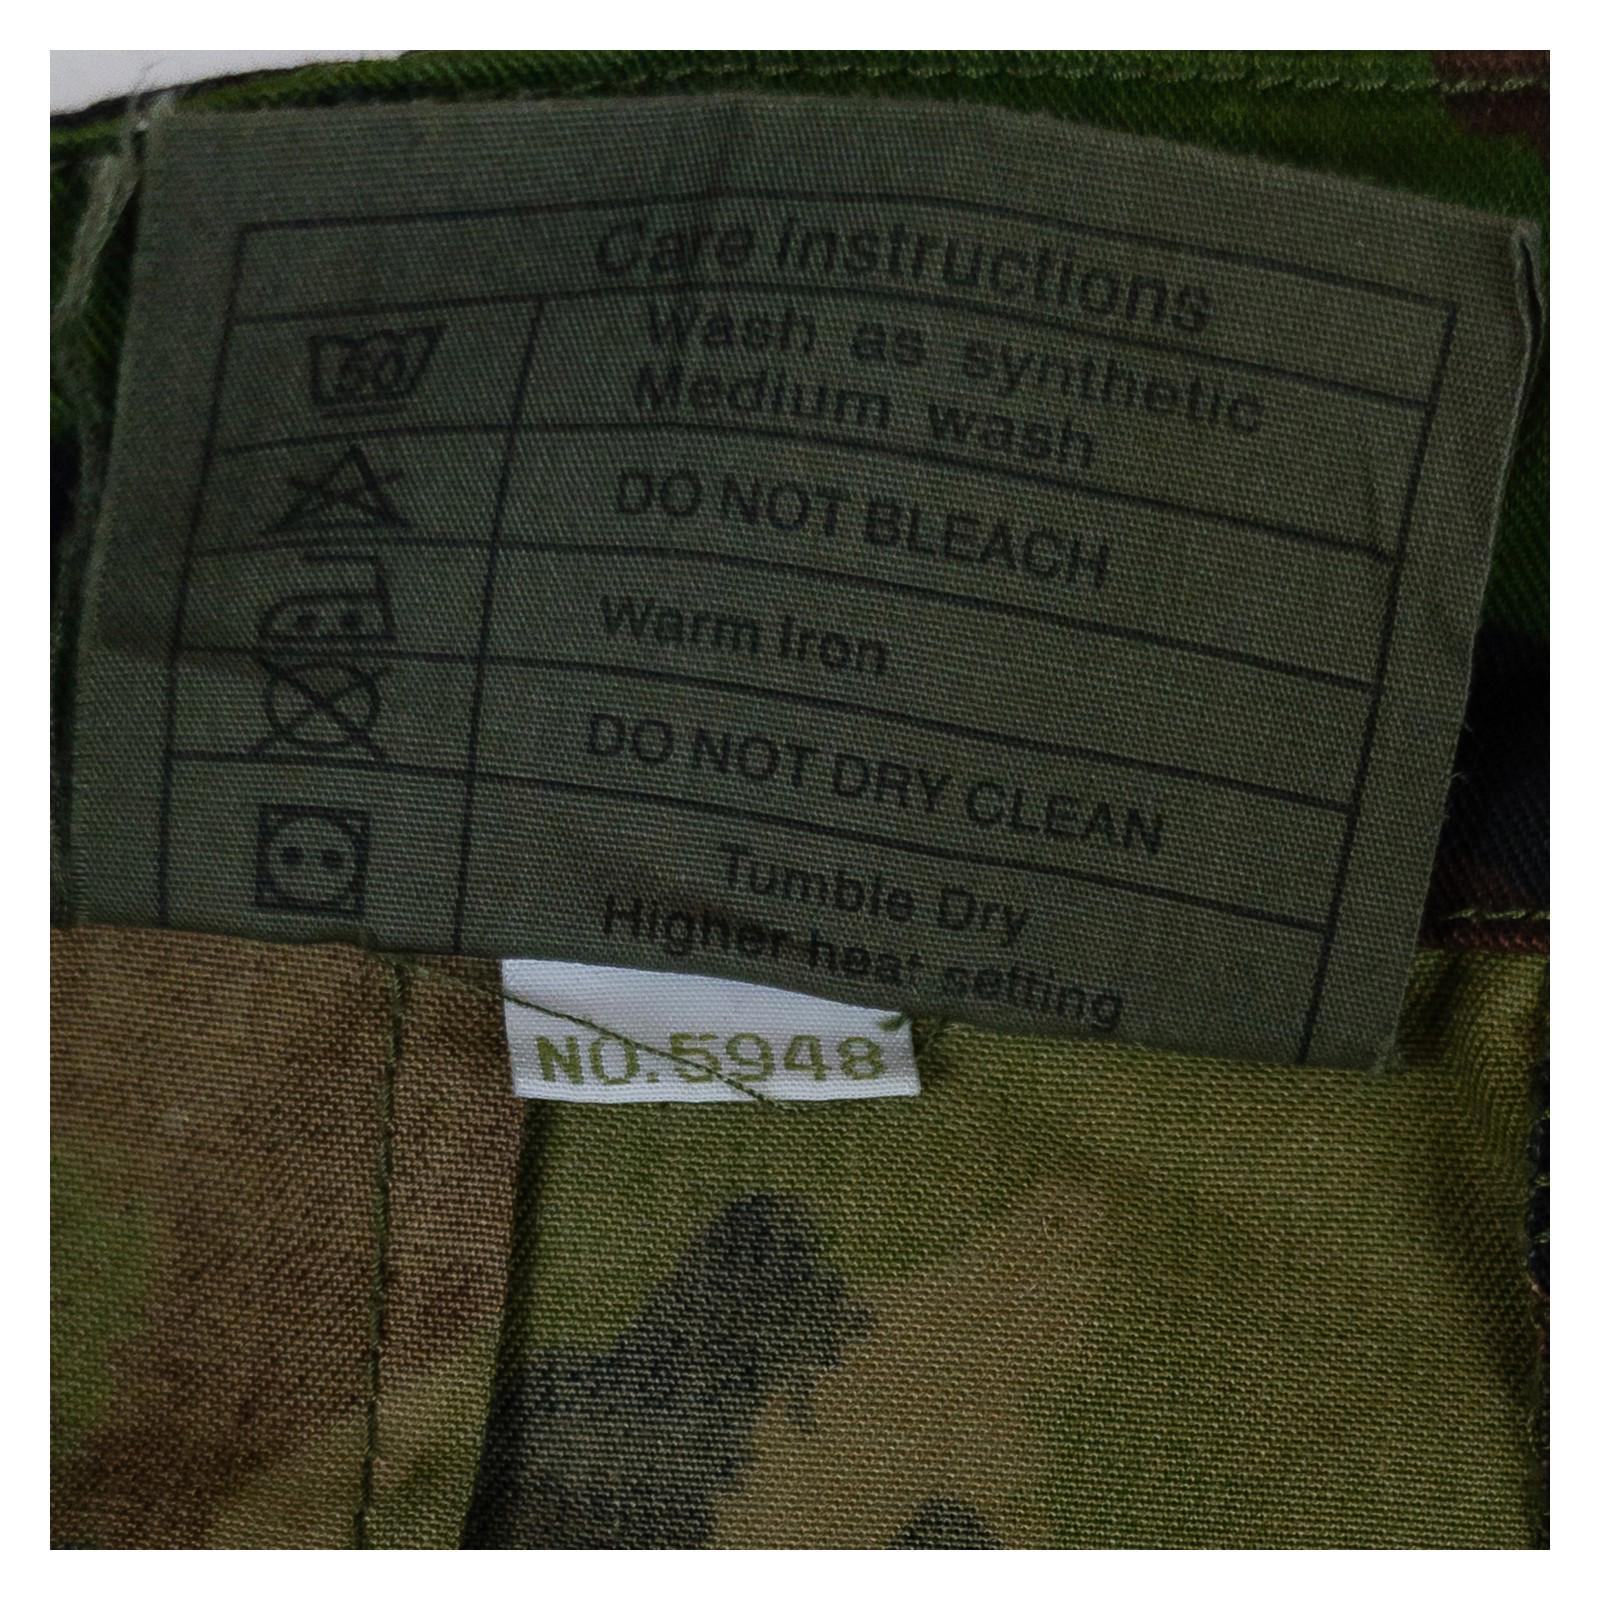 Care instructions
50
Wash as synthetic
Medium wash
DO NOT BLEACH
Warm iron
DO NOT DRY CLEAN
Tumble Dry
Higher heat setting
NO.5948